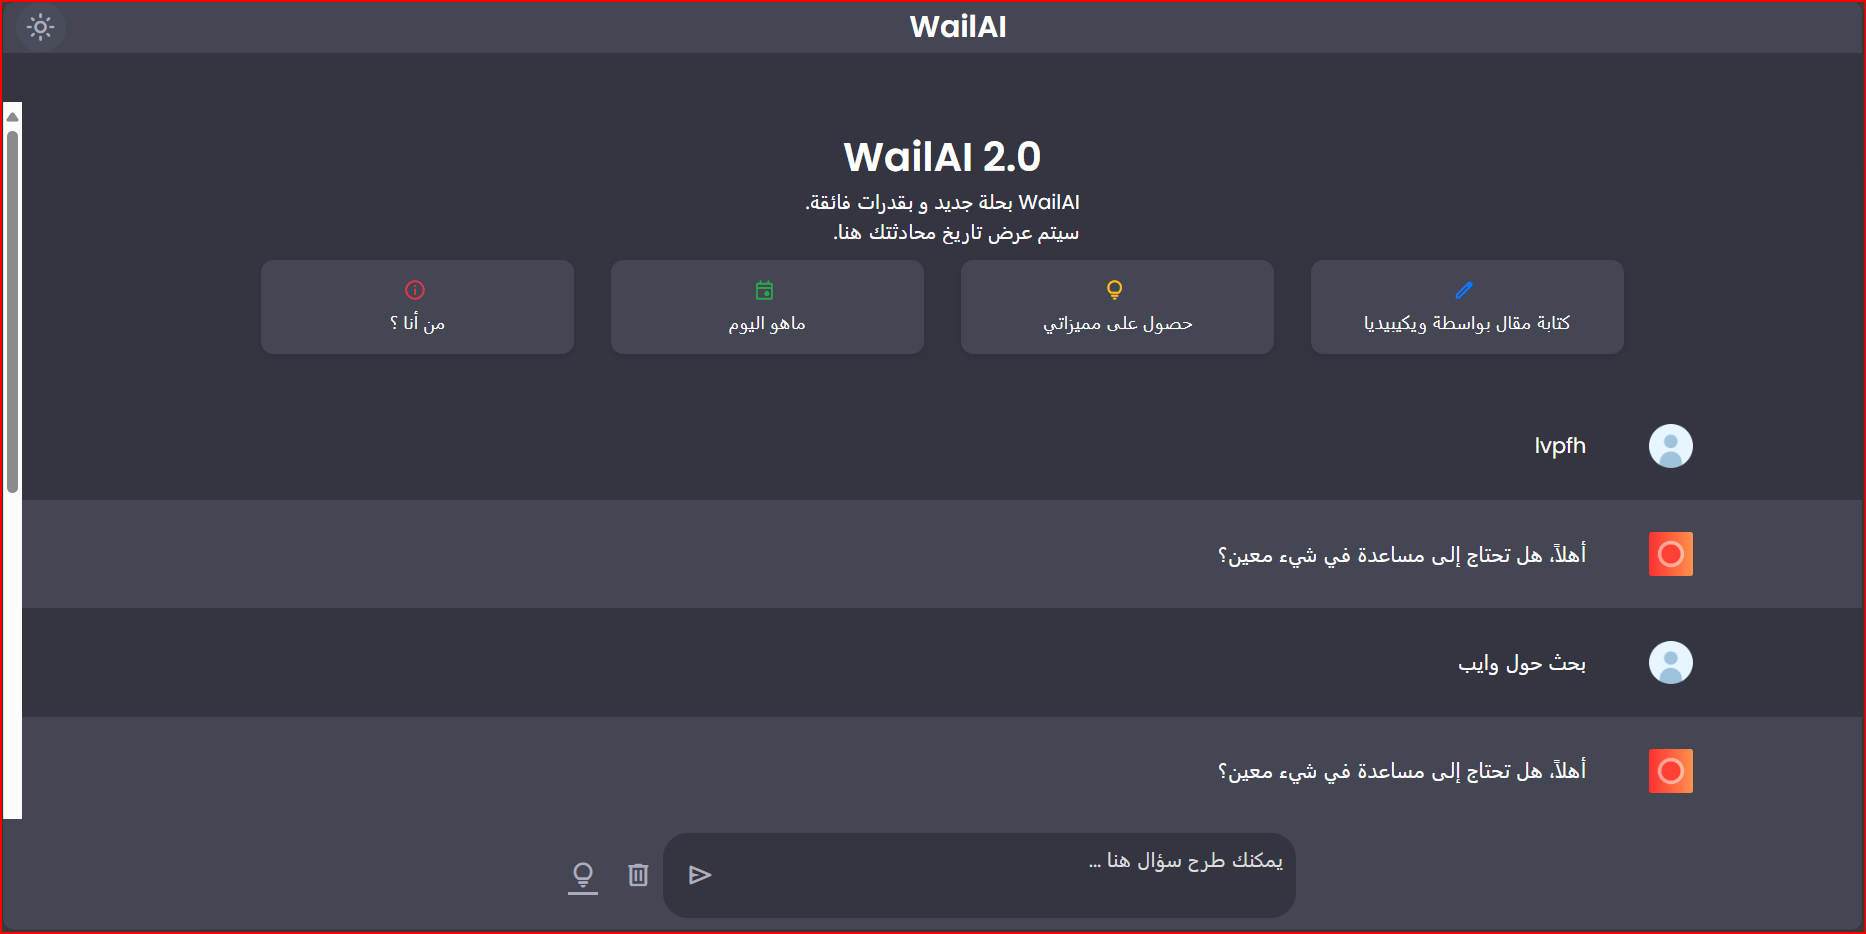 WailAI
WailAI 2.0
WailAI بحلة جديد و بقدرات فائقة.
سيتم عرض تاريخ محادثتك هنا.
كتابة مقال بواسطة ويكيبيديا
حصول على مميزاتي
ماهو اليوم
من أنا ؟
lvpfh
أهلاً، هل تحتاج إلى مساعدة في شيء معين؟
بحث حول وايب
أهلاً، هل تحتاج إلى مساعدة في شيء معين؟
يمكنك طرح سؤال هنا ...